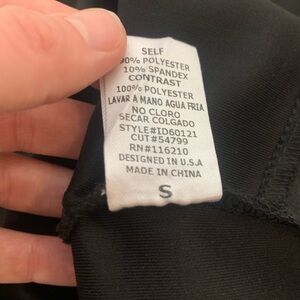 SELF
90% POLYESTER
10% SPANDEX
CONTRAST
100% POLYESTER
LAVAR A MANO AGUA FRIA
NO CLORO
SECAR COLGADO
STYLE#ID60121
CUT#54799
RN#116210
DESIGNED IN U.S.A
MADE IN CHINA
S